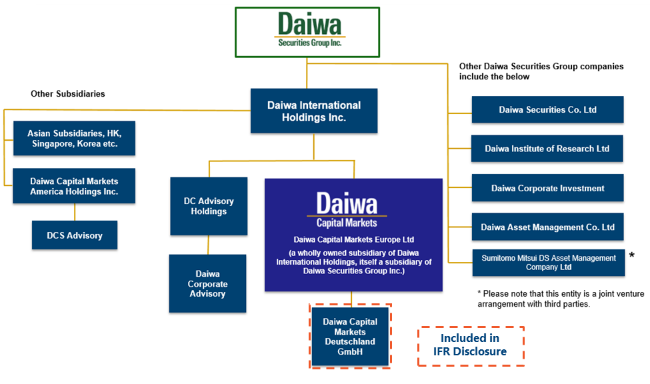 Daiwa
Securities Group Inc.
Other Daiwa Securities Group companies
include the below
Other Subsidiaries
Daiwa International
Holdings Inc.
Daiwa Securities Co. Ltd
Asian Subsidiaries, HK,
Singapore, Korea etc.
Daiwa Institute of Research Ltd
Daiwa Capital Markets
America Holdings Inc.
DC Advisory
Holdings
Daiwa
Capital Markets
Daiwa Corporate Investment
DCS Advisory
Daiwa Capital Markets Europe Ltd
(a wholly owned subsidiary of Daiwa
International Holdings, itself a subsidiary of
Daiwa Securities Group Inc.)
Daiwa Asset Management Co. Ltd
Daiwa
Corporate
Advisory
Sumitomo Mitsui DS Asset Management
Company Ltd
*
* Please note that this entity is a joint venture
arrangement with third parties.
Daiwa Capital
Markets
Deutschland
GmbH
Included in
IFR Disclosure